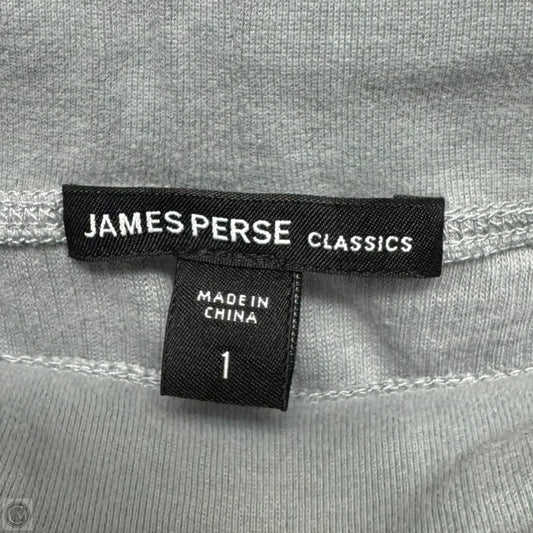 JAMES PERSE CLASSICS
MADE IN
CHINA
1